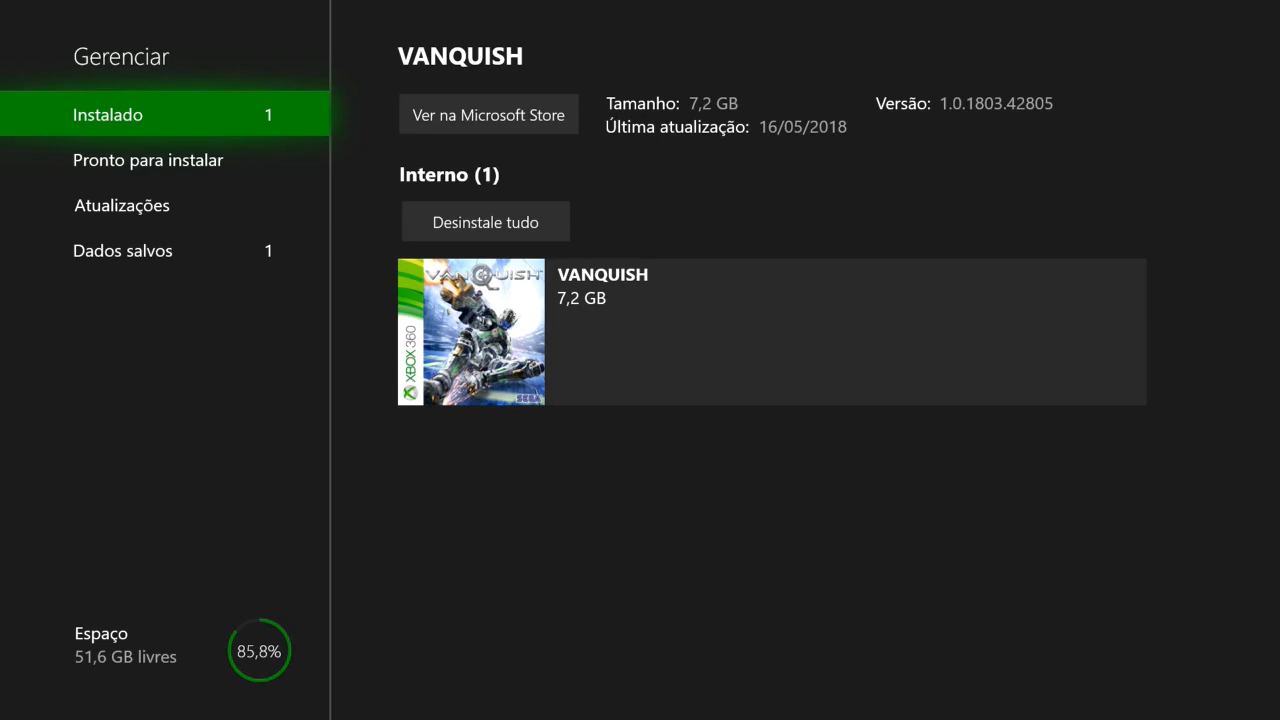 Gerenciar
Instalado 1
Pronto para instalar
Atualizações
Dados salvos 1
Espaço
51,6 GB livres
85,8%
VANQUISH
Ver na Microsoft Store
Tamanho: 7,2 GB
Versão: 1.0.1803.42805
Última atualização: 16/05/2018
Interno (1)
Desinstale tudo
VANQUISH
XBOX 360
SEGA
VANQUISH
7,2 GB